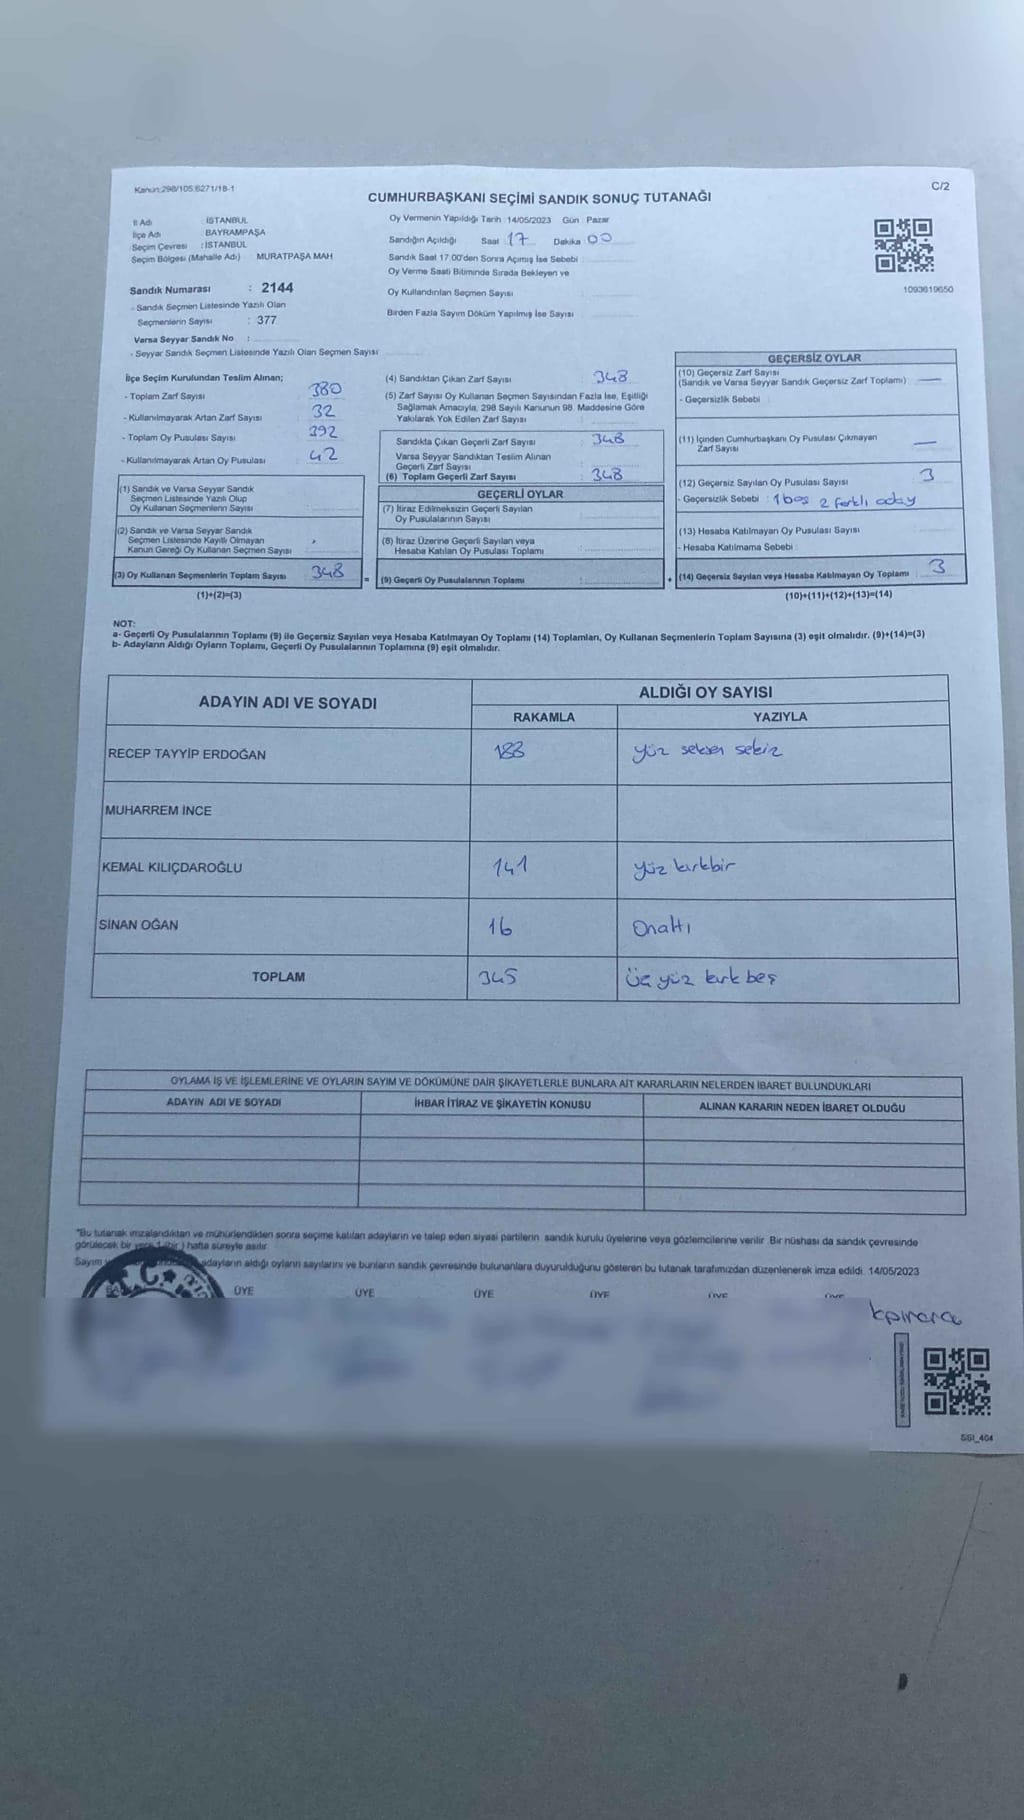 Kanun:298/105;6271/18-1
C/2
CUMHURBAŞKANI SEÇİMİ SANDIK SONUÇ TUTANAĞI
İl Adı : İSTANBUL
İlçe Adı : BAYRAMPAŞA
Seçim Çevresi : İSTANBUL
Seçim Bölgesi (Mahalle Adı) MURATPAŞA MAH
Sandık Numarası : 2144
- Sandık Seçmen Listesinde Yazılı Olan
Seçmenlerin Sayısı : 377
Varsa Seyyar Sandık No :
- Seyyar Sandık Seçmen Listesinde Yazılı Olan Seçmen Sayısı
Oy Vermenin Yapıldığı Tarih : 14/05/2023 Gün : Pazar
Sandığın Açıldığı Saat 17 Dakika 00
Sandık Saat 17:00'den Sonra Açımış İse Sebebi :
Oy Verme Saati Bitiminde Sırada Bekleyen ve
Oy Kullandırılan Seçmen Sayısı
Birden Fazla Sayım Döküm Yapılmış İse Sayısı
1093619650
İlçe Seçim Kurulundan Teslim Alınan;
- Toplam Zarf Sayısı 380
- Kullanılmayarak Artan Zarf Sayısı 32
- Toplam Oy Pusulası Sayısı 392
- Kullanılmayarak Artan Oy Pusulası 42
(1) Sandık ve Varsa Seyyar Sandık
Seçmen Listesinde Yazılı Olup
Oy Kullanan Seçmenlerin Sayısı
(2) Sandık ve Varsa Seyyar Sandık
Seçmen Listesinde Kayıtlı Olmayan
Kanun Gereği Oy Kullanan Seçmen Sayısı
(3) Oy Kullanan Seçmenlerin Toplam Sayısı 348
(1)+(2)=(3)
(4) Sandıktan Çıkan Zarf Sayısı : 348
(5) Zarf Sayısı Oy Kullanan Seçmen Sayısından Fazla İse, Eşitliği
Sağlamak Amacıyla, 298 Sayılı Kanunun 98. Maddesine Göre
Yakılarak Yok Edilen Zarf Sayısı
Sandıkta Çıkan Geçerli Zarf Sayısı : 348
Varsa Seyyar Sandıktan Teslim Alınan
Geçerli Zarf Sayısı
(6) Toplam Geçerli Zarf Sayısı : 348
GEÇERLİ OYLAR
(7) İtiraz Edilmeksizin Geçerli Sayılan
Oy Pusulalarının Sayısı
(8) İtiraz Üzerine Geçerli Sayılan veya
Hesaba Katılan Oy Pusulası Toplamı
= (9) Geçerli Oy Pusulalarının Toplamı :
GEÇERSİZ OYLAR
(10) Geçersiz Zarf Sayısı
(Sandık ve Varsa Seyyar Sandık Geçersiz Zarf Toplamı) —
- Geçersizlik Sebebi :
(11) İçinden Cumhurbaşkanı Oy Pusulası Çıkmayan
Zarf Sayısı —
(12) Geçersiz Sayılan Oy Pusulası Sayısı 3
- Geçersizlik Sebebi : 1 boş 2 farklı aday
(13) Hesaba Katılmayan Oy Pusulası Sayısı
- Hesaba Katılmama Sebebi :
+ (14) Geçersiz Sayılan veya Hesaba Katılmayan Oy Toplamı : 3
(10)+(11)+(12)+(13)=(14)
NOT:
a- Geçerli Oy Pusulalarının Toplamı (9) ile Geçersiz Sayılan veya Hesaba Katılmayan Oy Toplamı (14) Toplamları, Oy Kullanan Seçmenlerin Toplam Sayısına (3) eşit olmalıdır. (9)+(14)=(3)
b- Adayların Aldığı Oyların Toplamı, Geçerli Oy Pusulalarının Toplamına (9) eşit olmalıdır.
ADAYIN ADI VE SOYADI ALDIĞI OY SAYISI
RAKAMLA YAZIYLA
RECEP TAYYİP ERDOĞAN 188 yüz seksen sekiz
MUHARREM İNCE
KEMAL KILIÇDAROĞLU 141 yüz kırkbir
SİNAN OĞAN 16 Onaltı
TOPLAM 345 Üç yüz kırk beş
OYLAMA İŞ VE İŞLEMLERİNE VE OYLARIN SAYIM VE DÖKÜMÜNE DAİR ŞİKAYETLERLE BUNLARA AİT KARARLARIN NELERDEN İBARET BULUNDUKLARI
ADAYIN ADI VE SOYADI İHBAR İTİRAZ VE ŞİKAYETİN KONUSU ALINAN KARARIN NEDEN İBARET OLDUĞU
*Bu tutanak imzalandıktan ve mühürlendikten sonra seçime katılan adayların ve talep eden siyasi partilerin sandık kurulu üyelerine veya gözlemcilerine verilir. Bir nüshası da sandık çevresinde
görülecek bir yere 1 (bir) hafta süreyle asılır.
Sayım adayların aldığı oyların sayılarını ve bunların sandık çevresinde bulunanlara duyurulduğunu gösteren bu tutanak tarafımızdan düzenlenerek imza edildi. 14/05/2023
ÜYE ÜYE ÜYE ÜYE ÜYE ÜYE
SSI_404